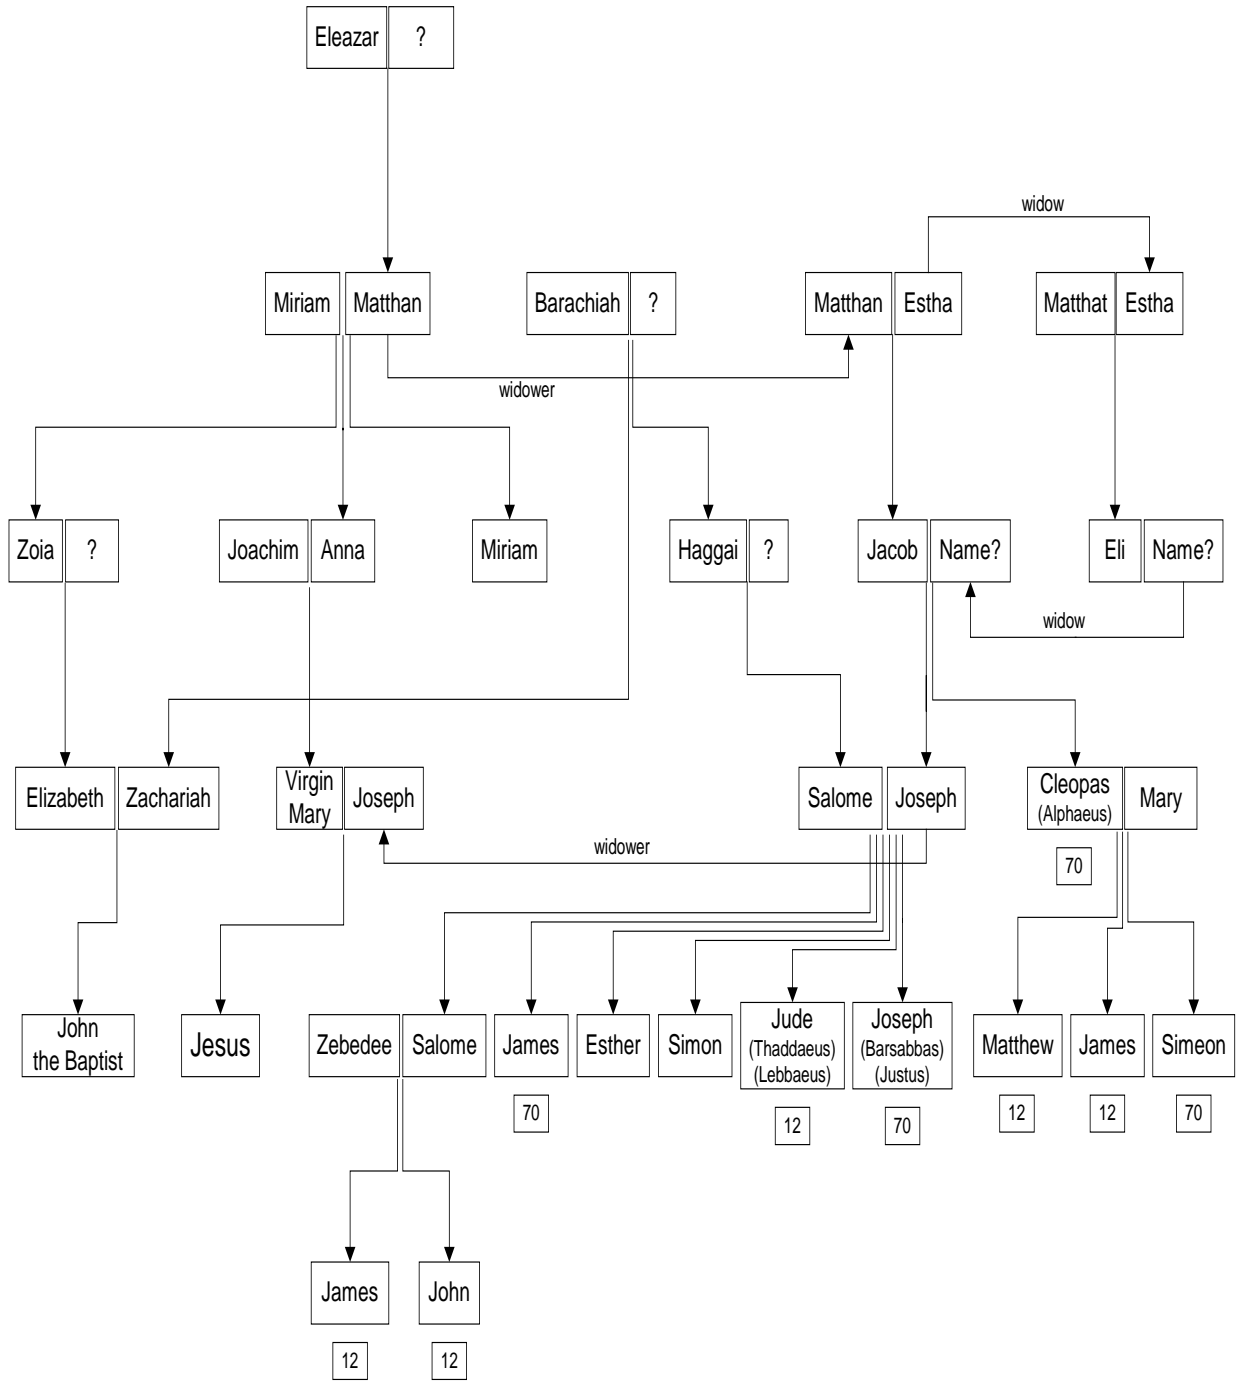 Eleazar ?
widow
Miriam Matthan Barachiah ? Matthan Estha Matthat Estha
widower
Zoia ? Joachim Anna Miriam Haggai ? Jacob Name? Eli Name?
widow
Elizabeth Zachariah
Virgin
Mary
Joseph
Salome Joseph
Cleopas
(Alphaeus)
Mary
widower
70
John
the Baptist
Jesus
Zebedee Salome James Esther Simon
Jude
(Thaddaeus)
(Lebbaeus)
Joseph
(Barsabbas)
(Justus)
Matthew James Simeon
70 12 70 12 12 70
James John
12 12